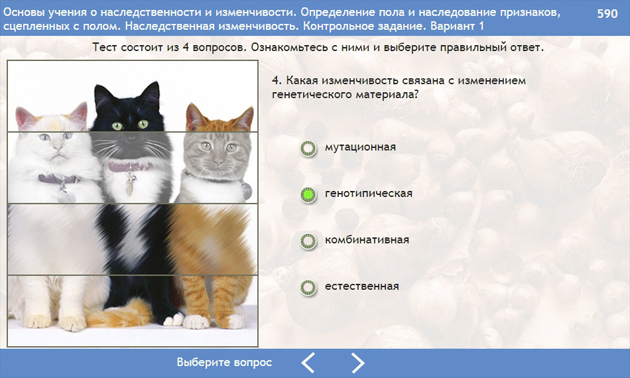 Основы учения о наследственности и изменчивости. Определение пола и наследование признаков,
сцепленных с полом. Наследственная изменчивость. Контрольное задание. Вариант 1
590
Тест состоит из 4 вопросов. Ознакомьтесь с ними и выберите правильный ответ.
4. Какая изменчивость связана с изменением
генетического материала?
мутационная
генотипическая
комбинативная
естественная
Выберите вопрос